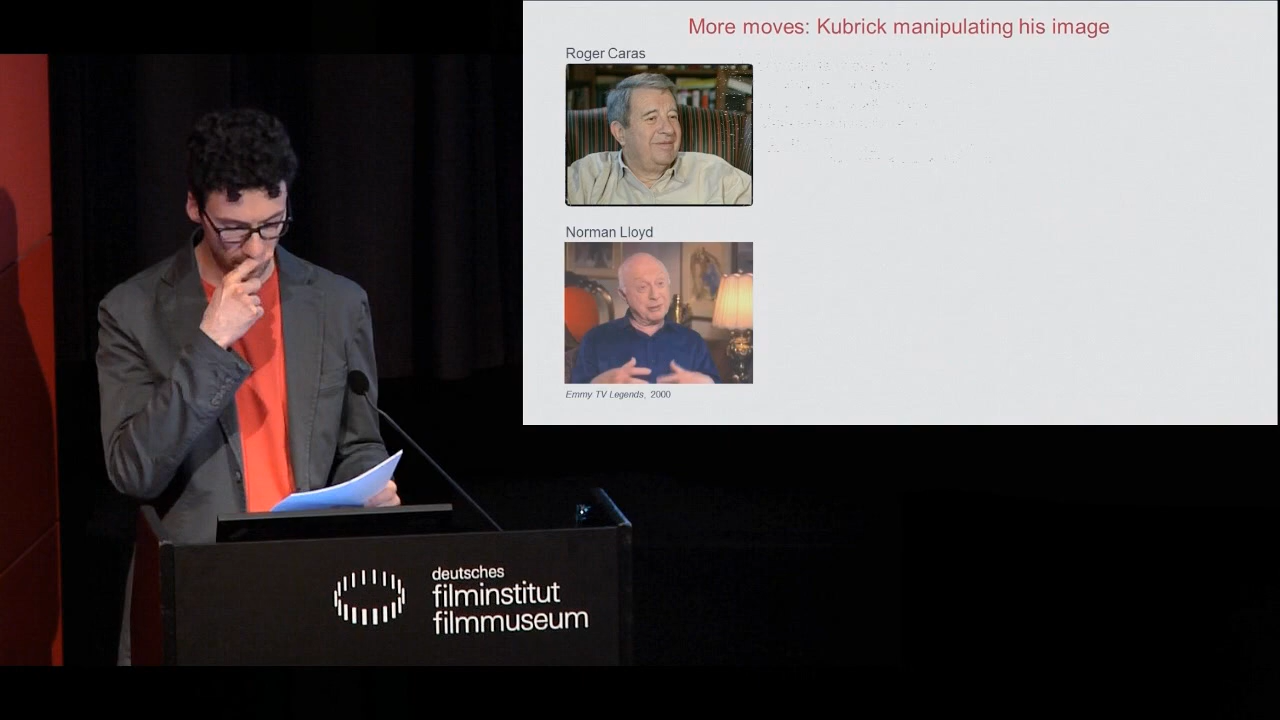 More moves: Kubrick manipulating his image
Roger Caras
Norman Lloyd
Emmy TV Legends, 2000
deutsches
filminstitut
filmmuseum